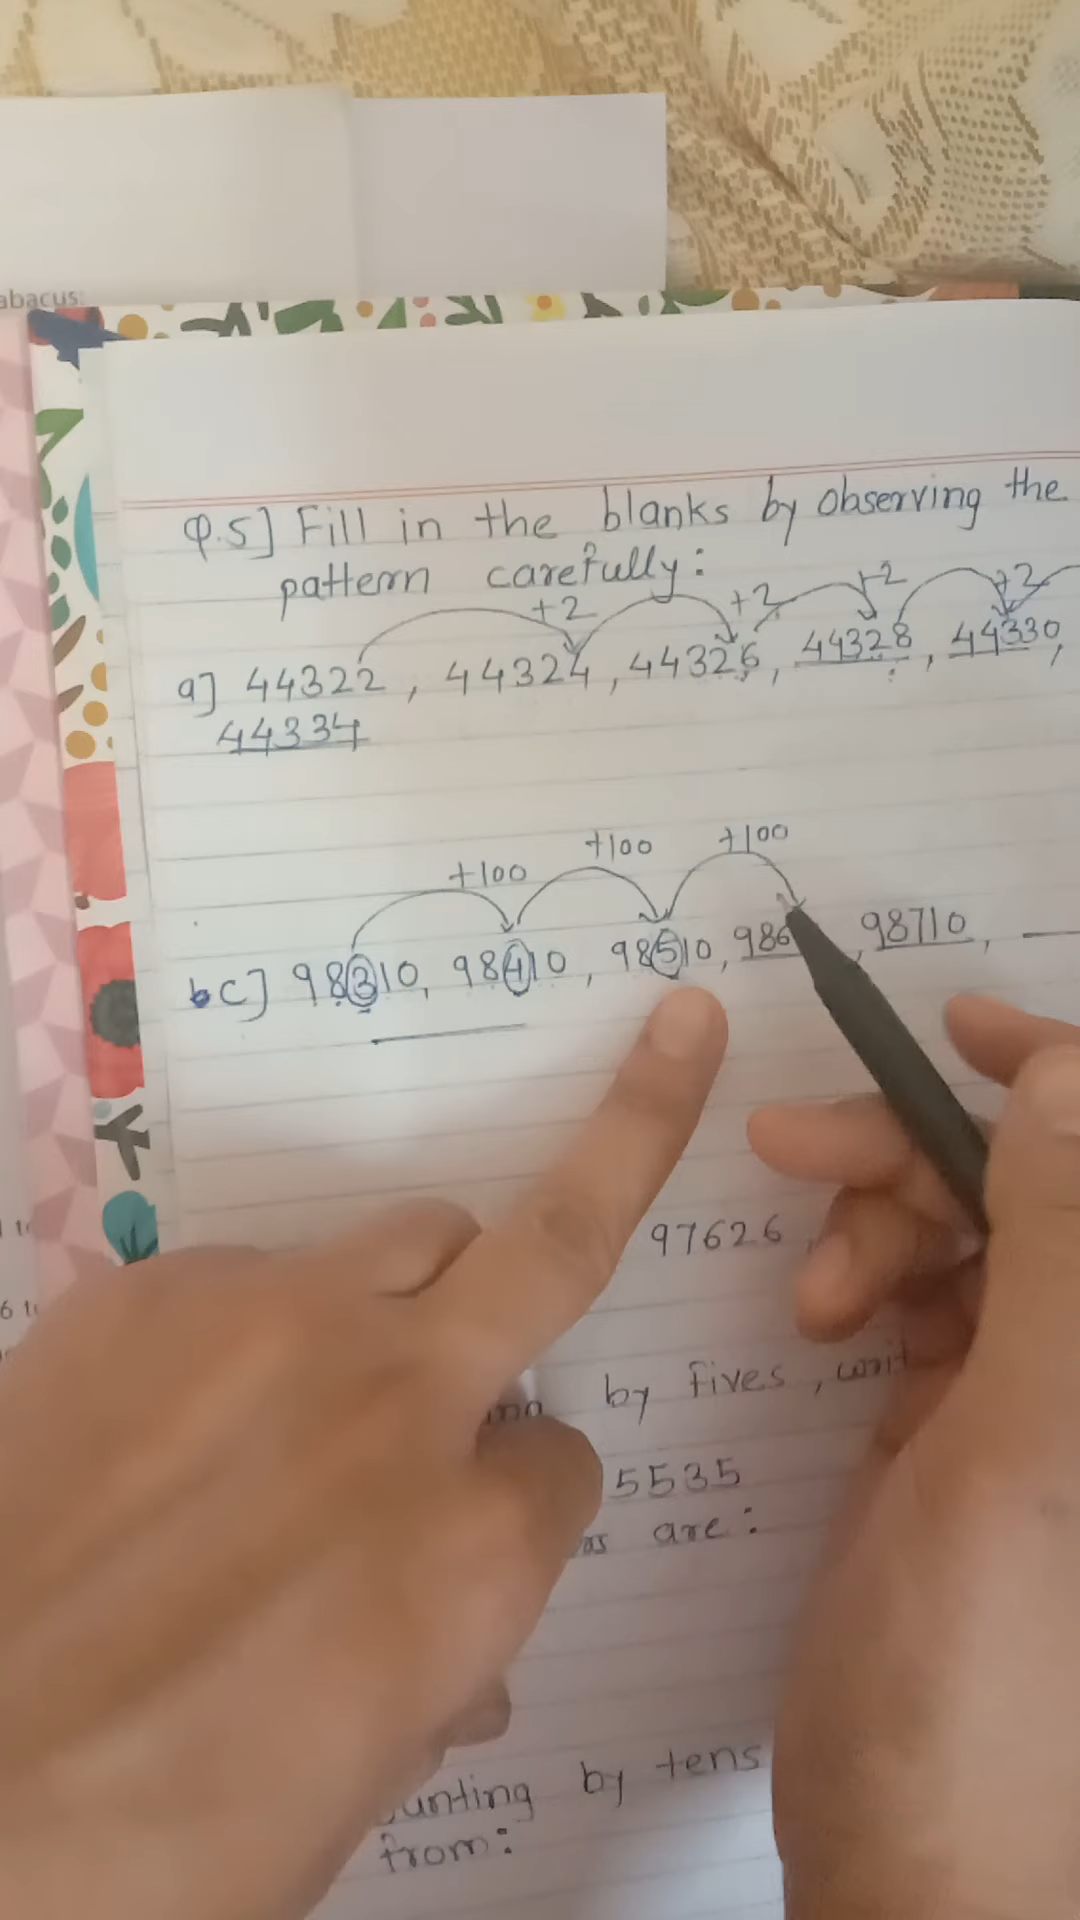 abacus:
Q.5] Fill in the blanks by observing the
pattern carefully:
+2 +2 +2 +2
a] 44322, 44324, 44326, 44328, 44330,
44334
+100 +100 +100
b c] 98310, 98410, 98510, 986, 98710,
97626,
by fives,
5535
are:
by tens
from: